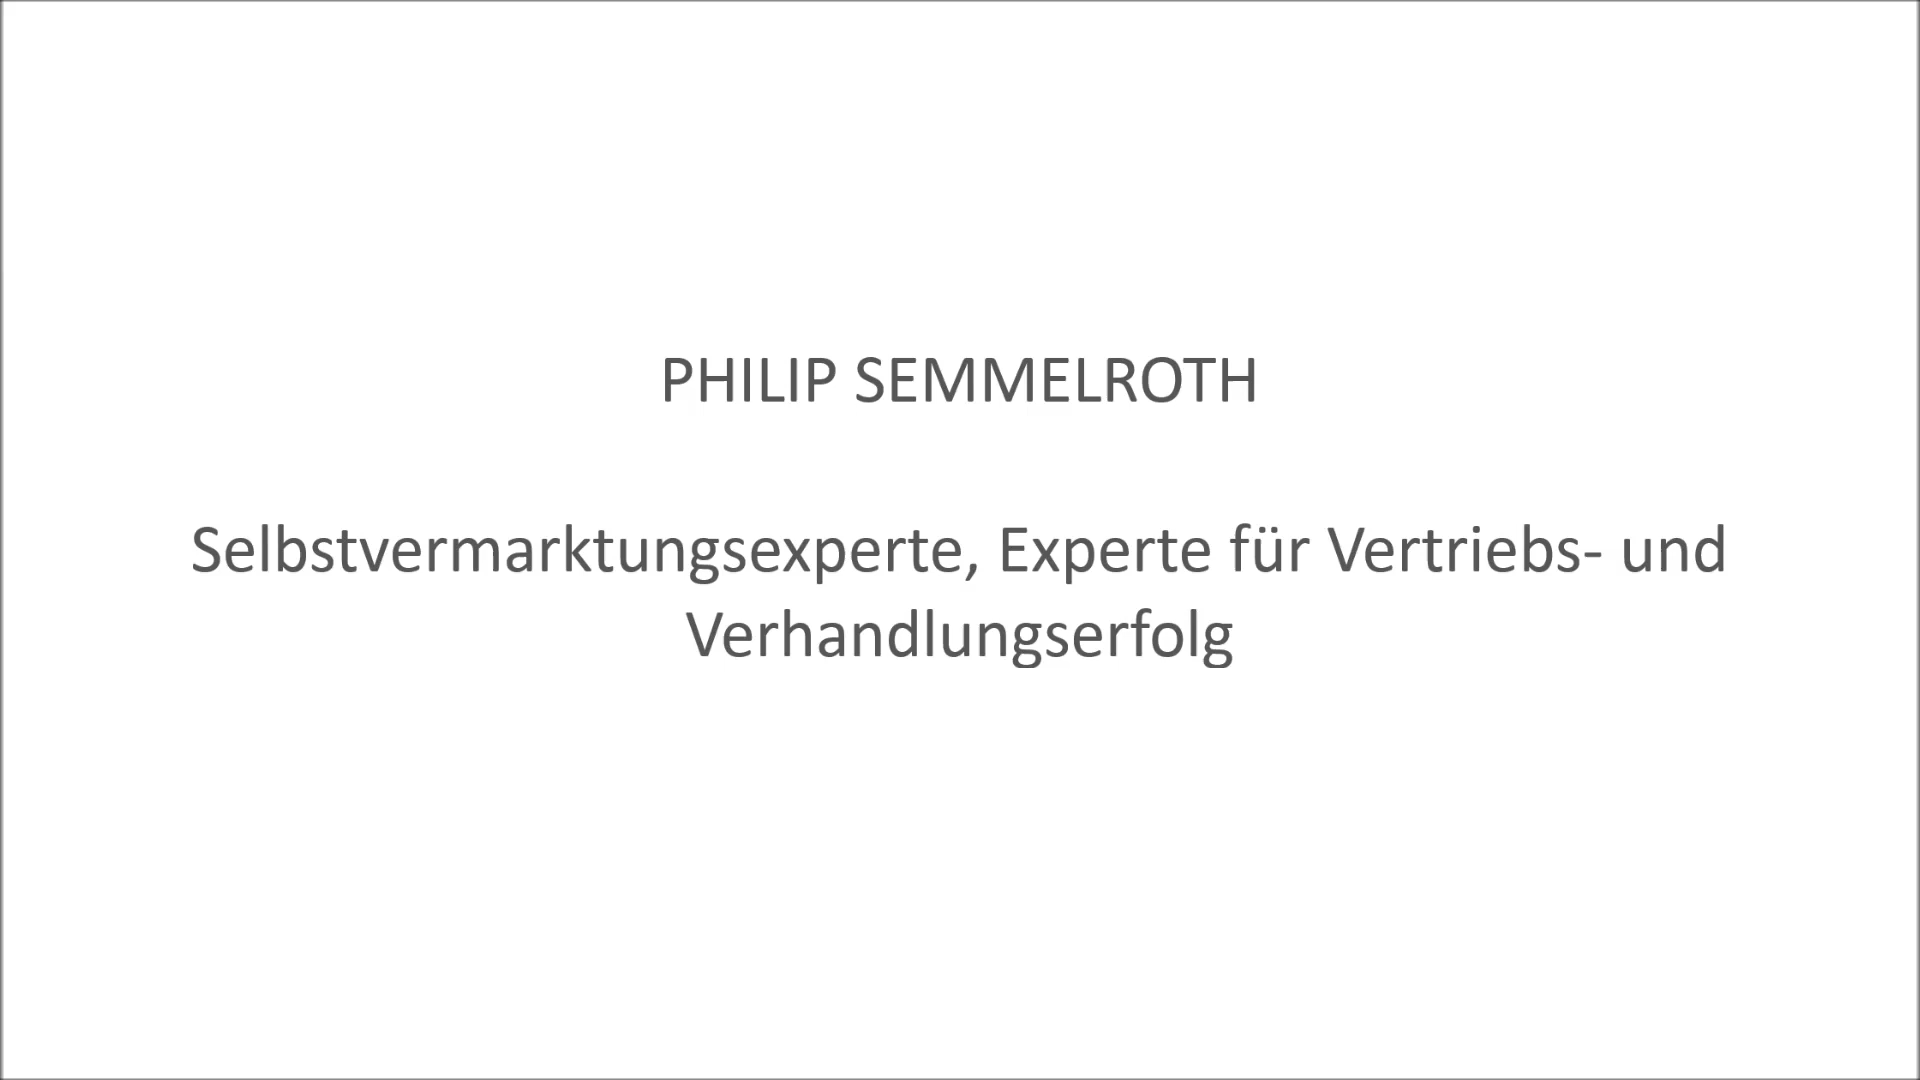 PHILIP SEMMELROTH
Selbstvermarktungsexperte, Experte für Vertriebs- und
Verhandlungserfolg